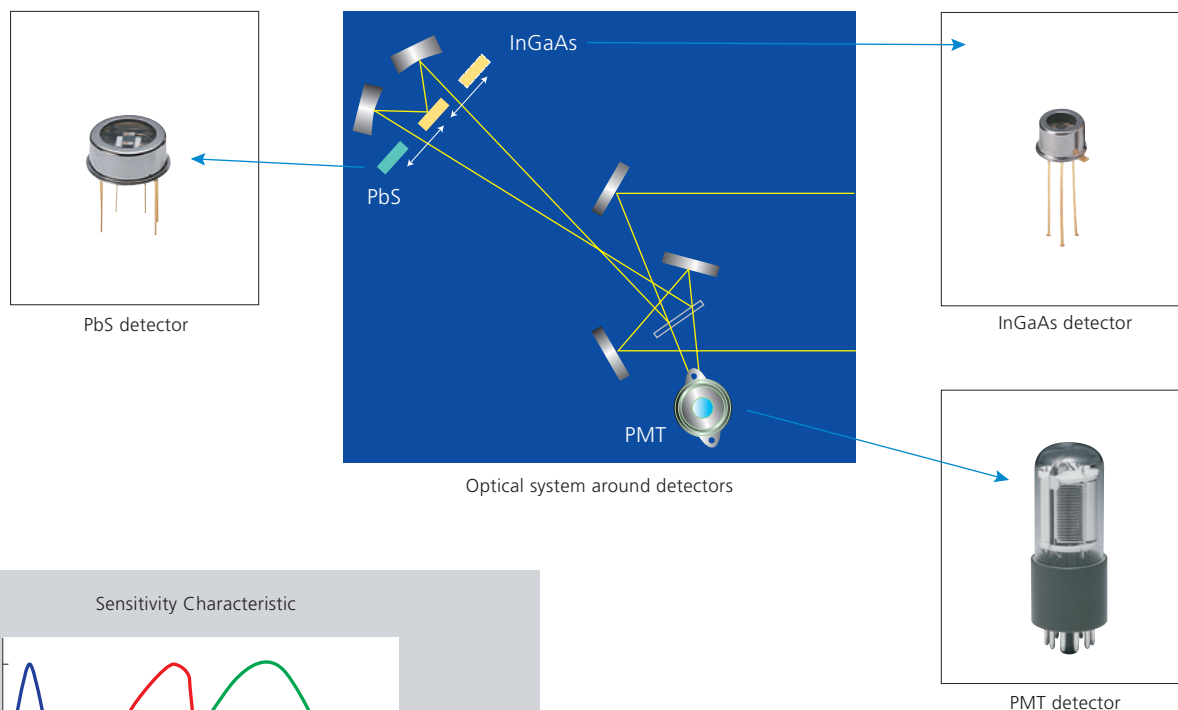 InGaAs
PbS
PbS detector
InGaAs detector
PMT
Optical system around detectors
Sensitivity Characteristic
PMT detector